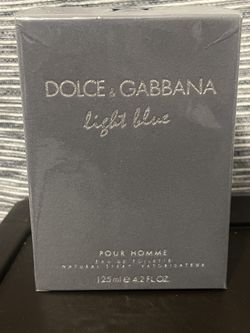 DOLCE & GABBANA
light blue
POUR HOMME
EAU DE TOILETTE
NATURAL SPRAY VAPORISATEUR
125 ml e 4.2 FL.OZ.